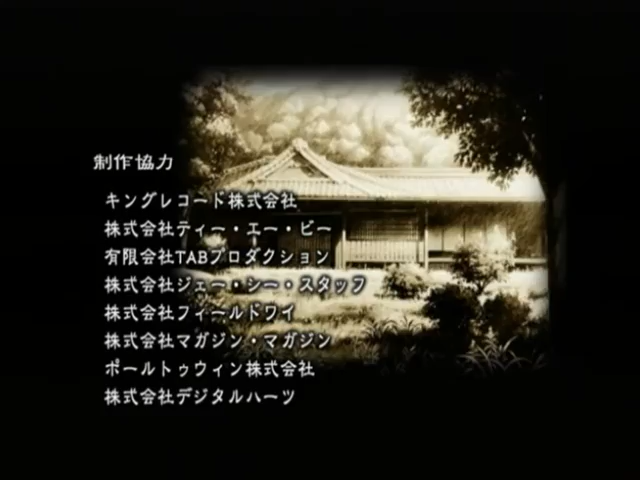 制作協力
キングレコード株式会社
株式会社ティー・エー・ビー
有限会社TABプロダクション
株式会社ジェー・シー・スタッフ
株式会社フィールドワイ
株式会社マガジン・マガジン
ポールトゥウィン株式会社
株式会社デジタルハーツ